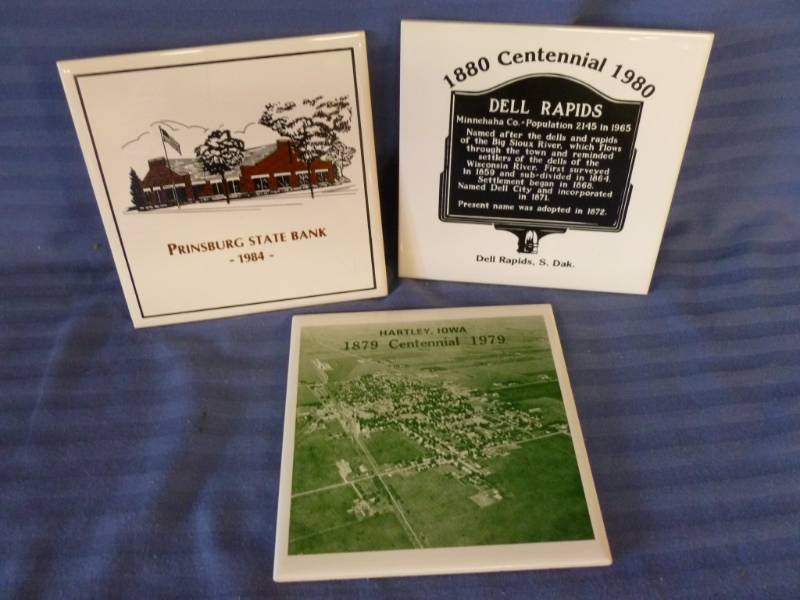 PRINSBURG STATE BANK
- 1984 -
1880 Centennial 1980
DELL RAPIDS
Minnehaha Co.-Population 2145 in 1965
Named after the dells and rapids
of the Big Sioux River, which flows
through the town and reminded
settlers of the dells of the
Wisconsin River. First surveyed
in 1859 and sub-divided in 1864.
Settlement began in 1868.
Named Dell City and incorporated
in 1871.
Present name was adopted in 1872.
Dell Rapids, S. Dak.
HARTLEY, IOWA
1879 Centennial 1979